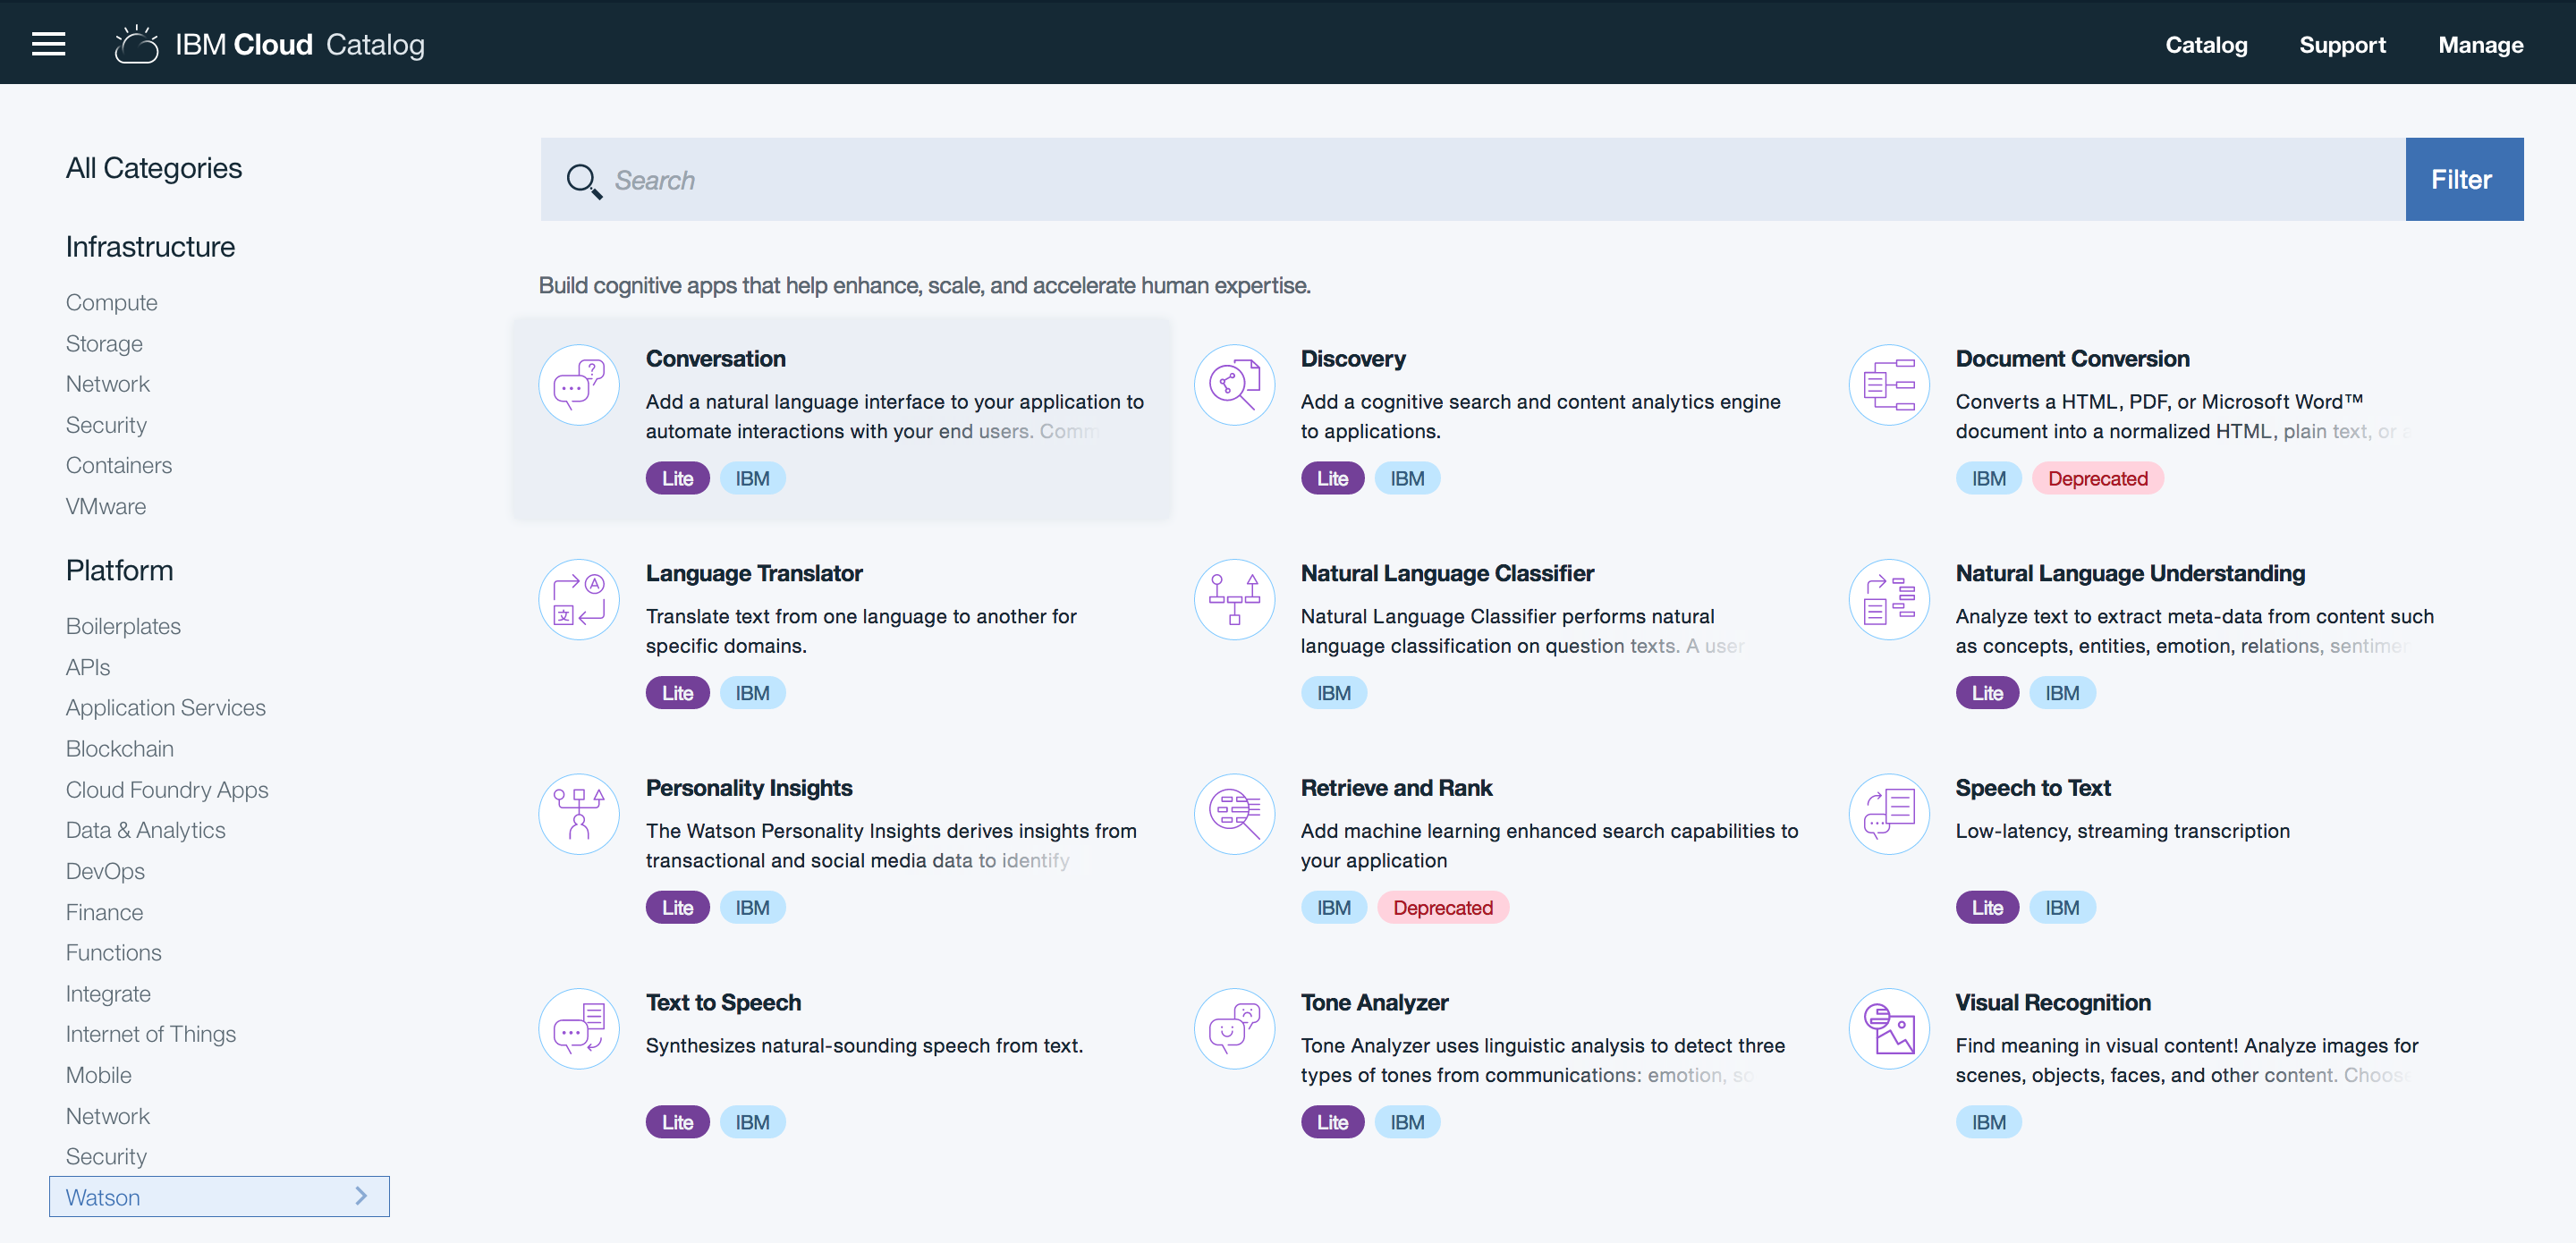 IBM Cloud Catalog
Catalog
Support
Manage
All Categories
Infrastructure
Compute
Storage
Network
Security
Containers
VMware
Platform
Boilerplates
APIs
Application Services
Blockchain
Cloud Foundry Apps
Data & Analytics
DevOps
Finance
Functions
Integrate
Internet of Things
Mobile
Network
Security
Watson
Search
Filter
Build cognitive apps that help enhance, scale, and accelerate human expertise.
Conversation
Add a natural language interface to your application to
automate interactions with your end users. Comm
Lite
IBM
Discovery
Add a cognitive search and content analytics engine
to applications.
Lite
IBM
Document Conversion
Converts a HTML, PDF, or Microsoft Word™
document into a normalized HTML, plain text, or a
IBM
Deprecated
Language Translator
Translate text from one language to another for
specific domains.
Lite
IBM
Natural Language Classifier
Natural Language Classifier performs natural
language classification on question texts. A user
IBM
Natural Language Understanding
Analyze text to extract meta-data from content such
as concepts, entities, emotion, relations, sentimen
Lite
IBM
Personality Insights
The Watson Personality Insights derives insights from
transactional and social media data to identify
Lite
IBM
Retrieve and Rank
Add machine learning enhanced search capabilities to
your application
IBM
Deprecated
Speech to Text
Low-latency, streaming transcription
Lite
IBM
Text to Speech
Synthesizes natural-sounding speech from text.
Lite
IBM
Tone Analyzer
Tone Analyzer uses linguistic analysis to detect three
types of tones from communications: emotion, so
Lite
IBM
Visual Recognition
Find meaning in visual content! Analyze images for
scenes, objects, faces, and other content. Choose
IBM